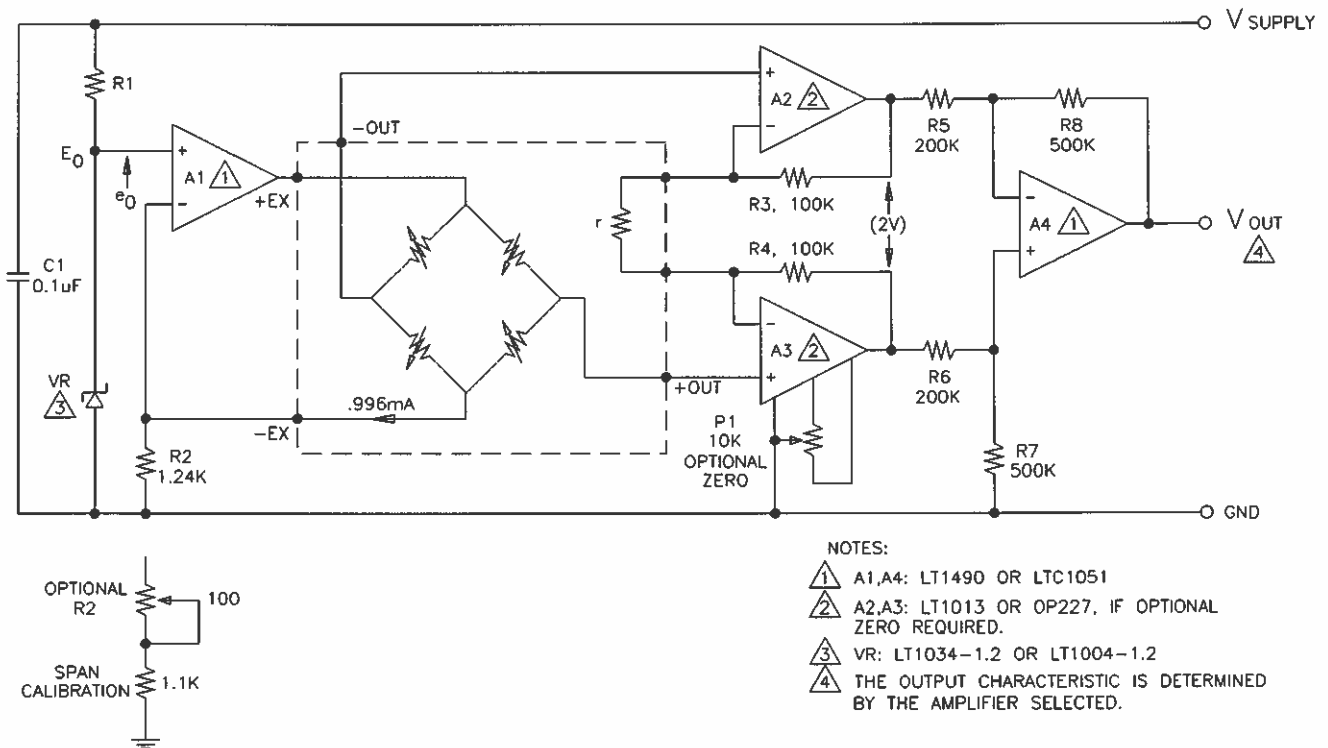 V SUPPLY
R1
A2 2
+
-
R5
200K
R8
500K
-OUT
E0
e0
+
-
A1 1
+EX
r
R3, 100K
(2V)
R4, 100K
-
+
A4 1
V OUT
4
C1
0.1uF
-
+
A3 2
R6
200K
VR
3
.996mA
-EX
+OUT
P1
10K
OPTIONAL
ZERO
R2
1.24K
R7
500K
GND
OPTIONAL
R2
100
SPAN
CALIBRATION
1.1K
NOTES:
1 A1,A4: LT1490 OR LTC1051
2 A2,A3: LT1013 OR OP227, IF OPTIONAL
ZERO REQUIRED.
3 VR: LT1034-1.2 OR LT1004-1.2
4 THE OUTPUT CHARACTERISTIC IS DETERMINED
BY THE AMPLIFIER SELECTED.